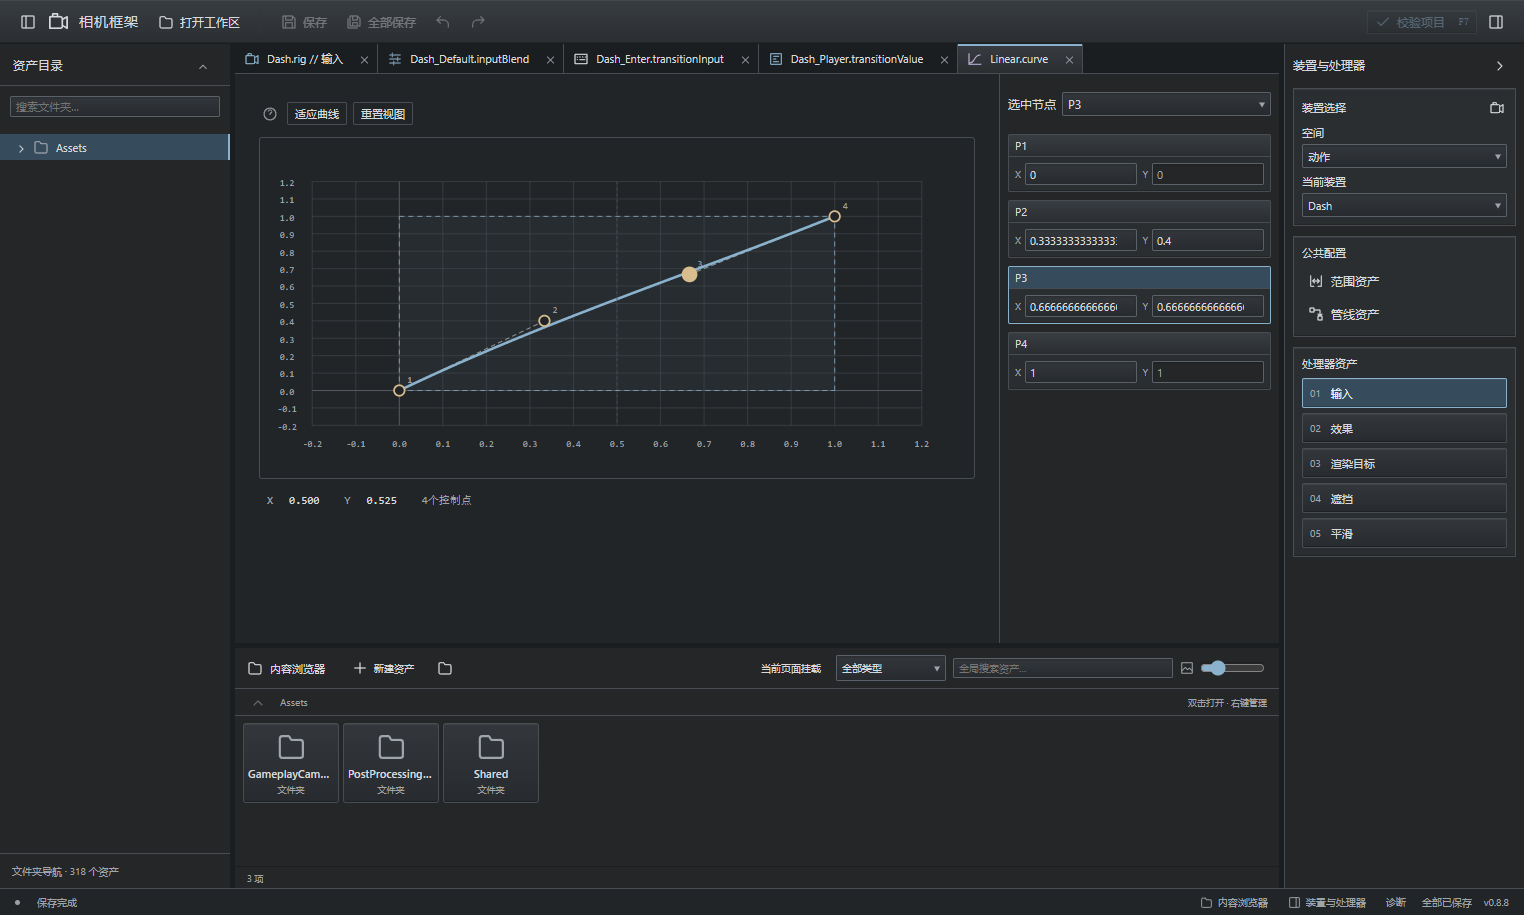 相机框架 打开工作区 保存 全部保存 校验项目 F7
资产目录
搜索文件夹...
Assets
文件夹导航 · 318 个资产
Dash.rig // 输入 Dash_Default.inputBlend Dash_Enter.transitionInput Dash_Player.transitionValue Linear.curve
适应曲线 重置视图
1.2
1.1
1.0
0.9
0.8
0.7
0.6
0.5
0.4
0.3
0.2
0.1
0.0
-0.1
-0.2
-0.2 -0.1 0.0 0.1 0.2 0.3 0.4 0.5 0.6 0.7 0.8 0.9 1.0 1.1 1.2
1
2
3
4
X 0.500 Y 0.525 4个控制点
选中节点 P3
P1
X 0 Y 0
P2
X 0.3333333333333 Y 0.4
P3
X 0.6666666666666 Y 0.6666666666666
P4
X 1 Y 1
内容浏览器 新建资产 当前页面挂载 全部类型 全局搜索资产...
Assets 双击打开 · 右键管理
GameplayCam... PostProcessing... Shared
文件夹 文件夹 文件夹
3 项
装置与处理器
装置选择
空间
动作
当前装置
Dash
公共配置
范围资产
管线资产
处理器资产
01 输入
02 效果
03 渲染目标
04 遮挡
05 平滑
保存完成 内容浏览器 装置与处理器 诊断 全部已保存 v0.8.8